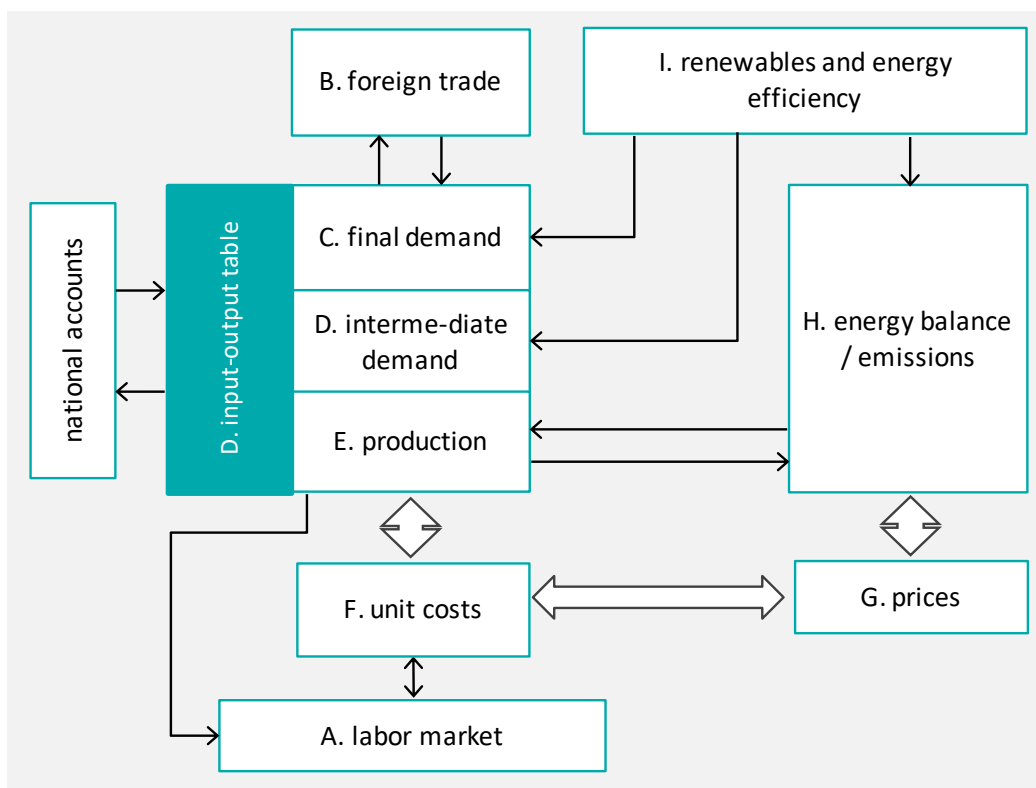 B. foreign trade
I. renewables and energy
efficiency
national accounts
D. input-output table
C. final demand
D. interme-diate
demand
E. production
H. energy balance
/ emissions
F. unit costs
G. prices
A. labor market